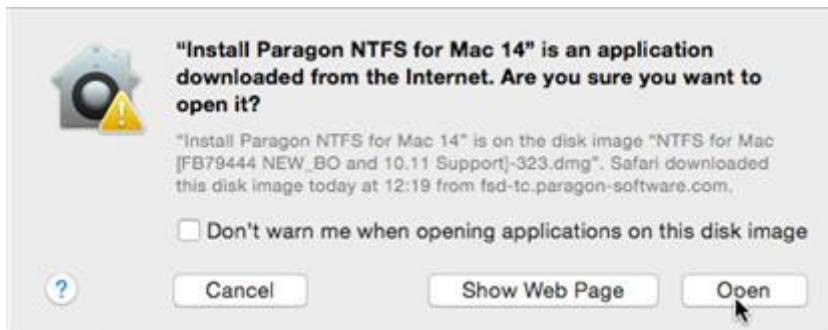 “Install Paragon NTFS for Mac 14” is an application
downloaded from the Internet. Are you sure you want to
open it?
“Install Paragon NTFS for Mac 14” is on the disk image “NTFS for Mac
[FB79444 NEW_BO and 10.11 Support]-323.dmg”. Safari downloaded
this disk image today at 12:19 from fsd-tc.paragon-software.com.
Don't warn me when opening applications on this disk image
? Cancel Show Web Page Open